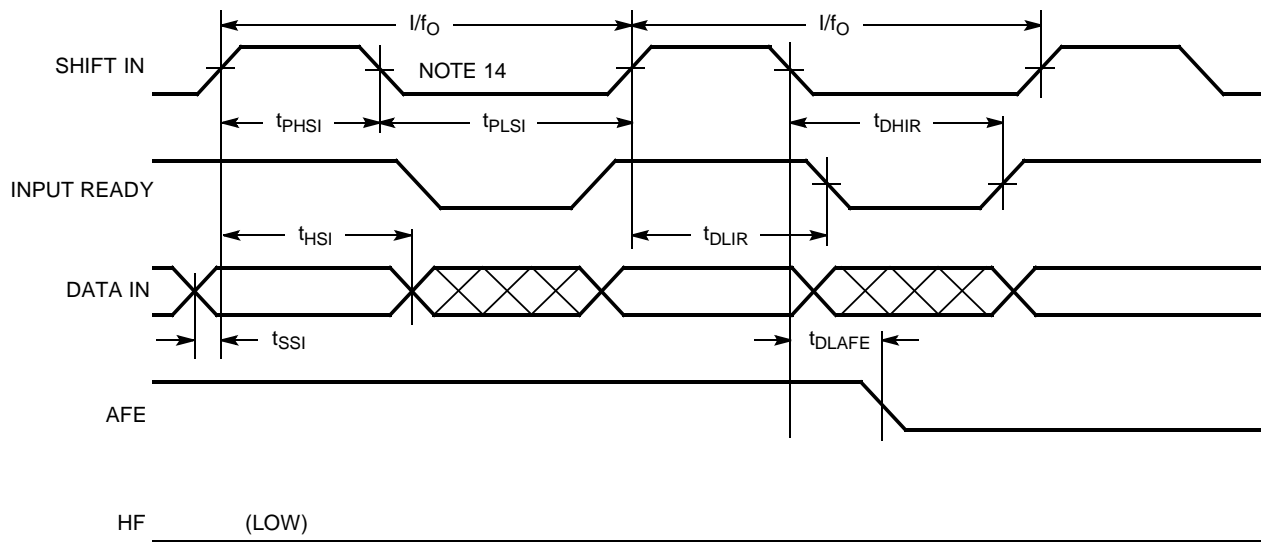 I/fO
I/fO
SHIFT IN
NOTE 14
tPHSI
tPLSI
tDHIR
INPUT READY
tHSI
tDLIR
DATA IN
tSSI
tDLAFE
AFE
HF
(LOW)